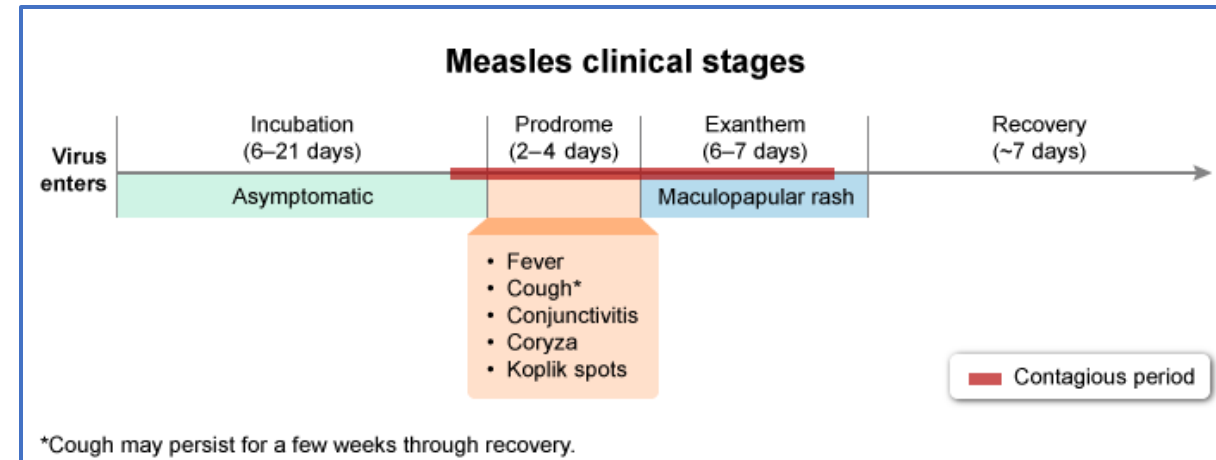 Measles clinical stages
Virus enters
Incubation
(6–21 days)
Prodrome
(2–4 days)
Exanthem
(6–7 days)
Recovery
(~7 days)
Asymptomatic
Maculopapular rash
• Fever
• Cough*
• Conjunctivitis
• Coryza
• Koplik spots
Contagious period
*Cough may persist for a few weeks through recovery.